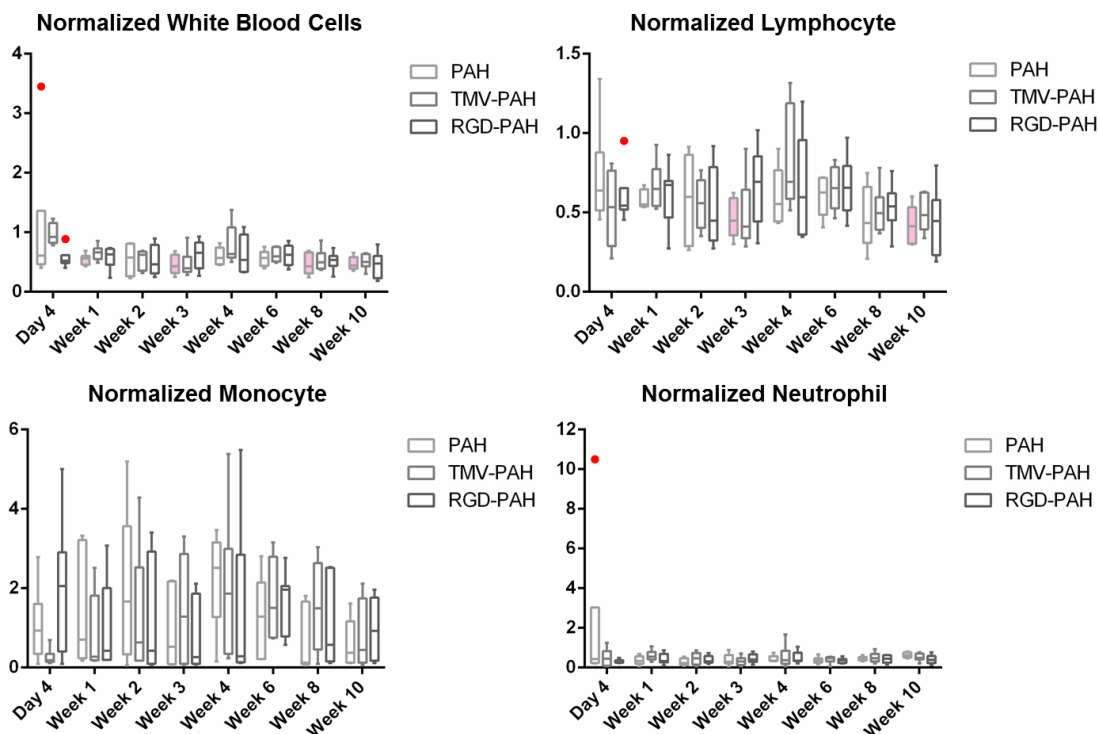 Normalized White Blood Cells
4
3
2
1
0
PAH
TMV-PAH
RGD-PAH
Day 4
Week 1
Week 2
Week 3
Week 4
Week 6
Week 8
Week 10
Normalized Lymphocyte
1.5
1.0
0.5
0.0
PAH
TMV-PAH
RGD-PAH
Day 4
Week 1
Week 2
Week 3
Week 4
Week 6
Week 8
Week 10
Normalized Monocyte
6
4
2
0
PAH
TMV-PAH
RGD-PAH
Day 4
Week 1
Week 2
Week 3
Week 4
Week 6
Week 8
Week 10
Normalized Neutrophil
12
10
8
6
4
2
0
PAH
TMV-PAH
RGD-PAH
Day 4
Week 1
Week 2
Week 3
Week 4
Week 6
Week 8
Week 10